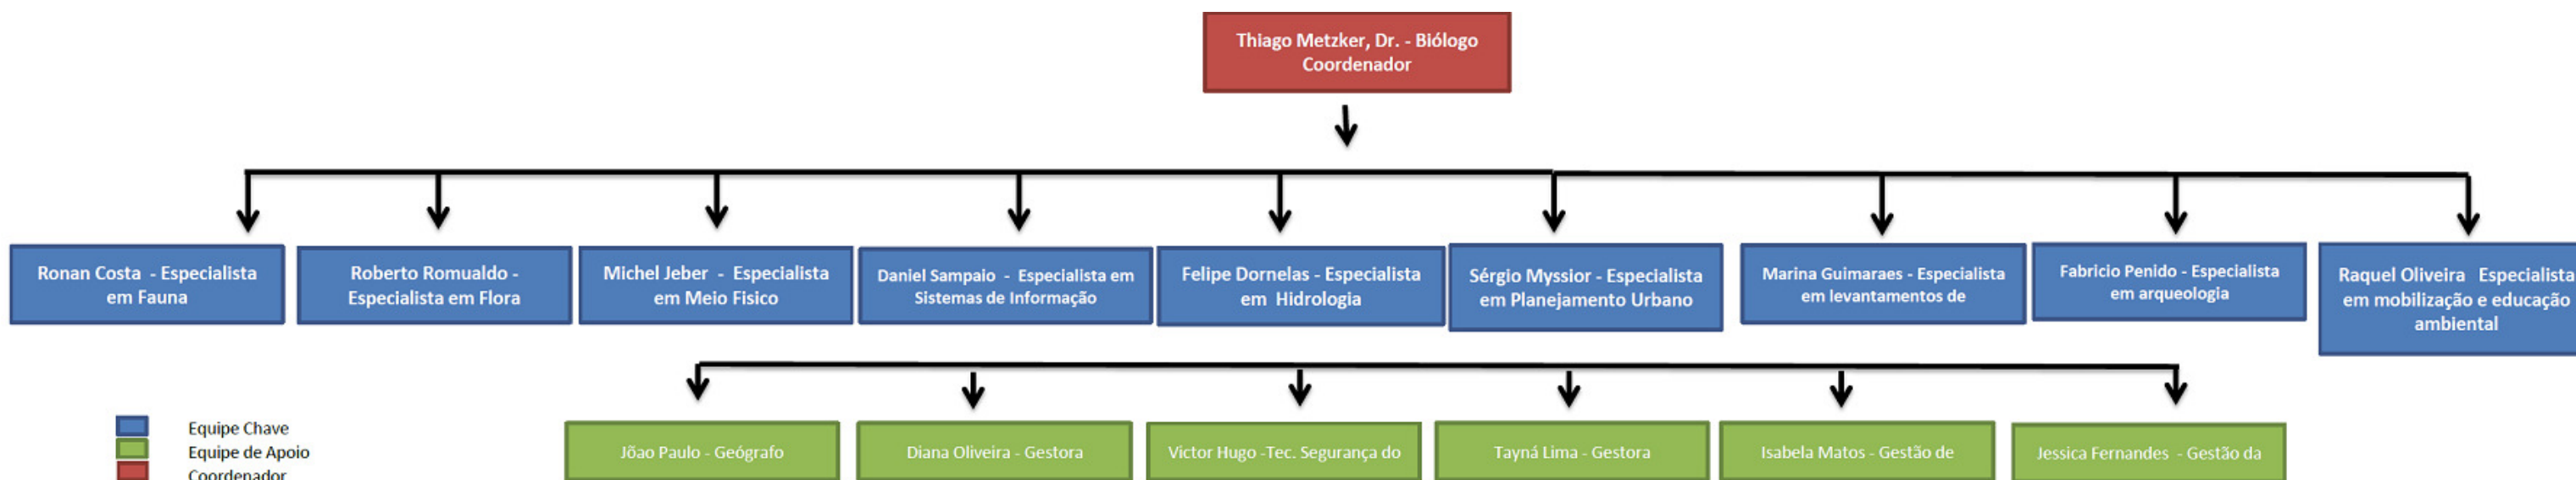 Thiago Metzker, Dr. - Biólogo
Coordenador
Ronan Costa - Especialista
em Fauna
Roberto Romualdo -
Especialista em Flora
Michel Jeber - Especialista
em Meio Fisico
Daniel Sampaio - Especialista em
Sistemas de Informação
Felipe Dornelas - Especialista
em Hidrologia
Sérgio Myssior - Especialista
em Planejamento Urbano
Marina Guimaraes - Especialista
em levantamentos de
Fabricio Penido - Especialista
em arqueologia
Raquel Oliveira Especialista
em mobilização e educação
ambiental
Jõao Paulo - Geógrafo
Diana Oliveira - Gestora
Victor Hugo -Tec. Segurança do
Tayná Lima - Gestora
Isabela Matos - Gestão de
Jessica Fernandes - Gestão da
Equipe Chave
Equipe de Apoio
Coordenador